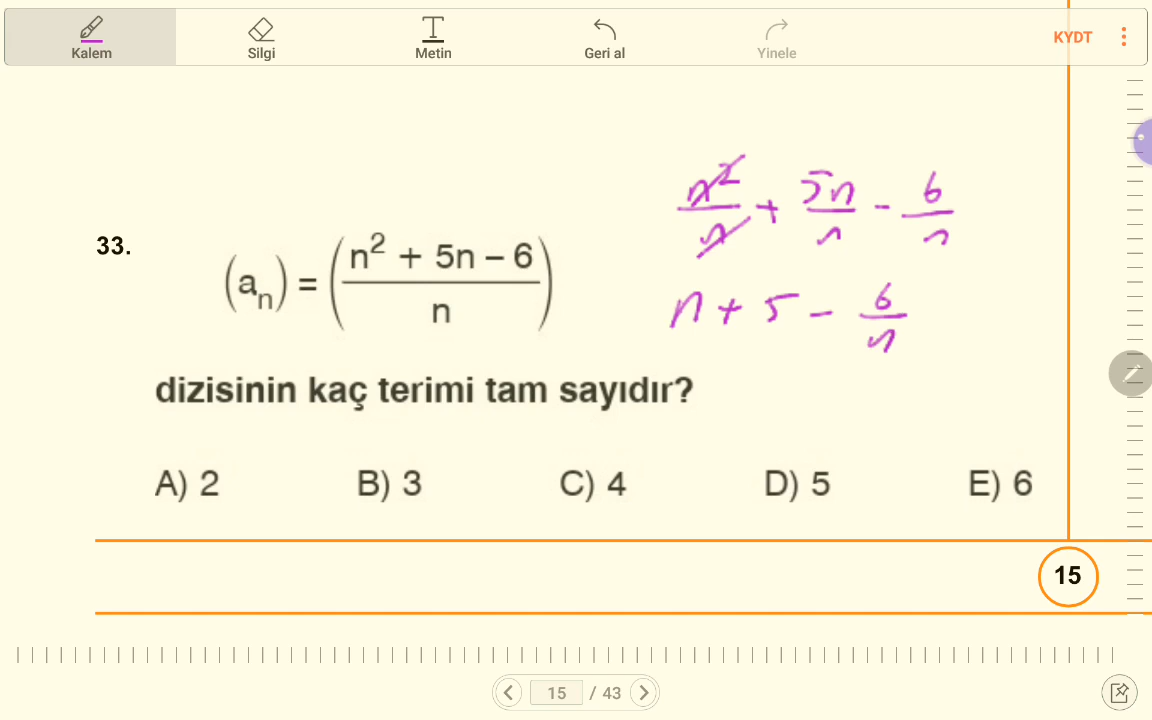 Kalem Silgi Metin Geri al Yinele KYDT
n²/n + 5n/n - 6/n
33. (aₙ) = ((n² + 5n – 6)/n)
n + 5 - 6/n
dizisinin kaç terimi tam sayıdır?
A) 2 B) 3 C) 4 D) 5 E) 6
15
15 / 43